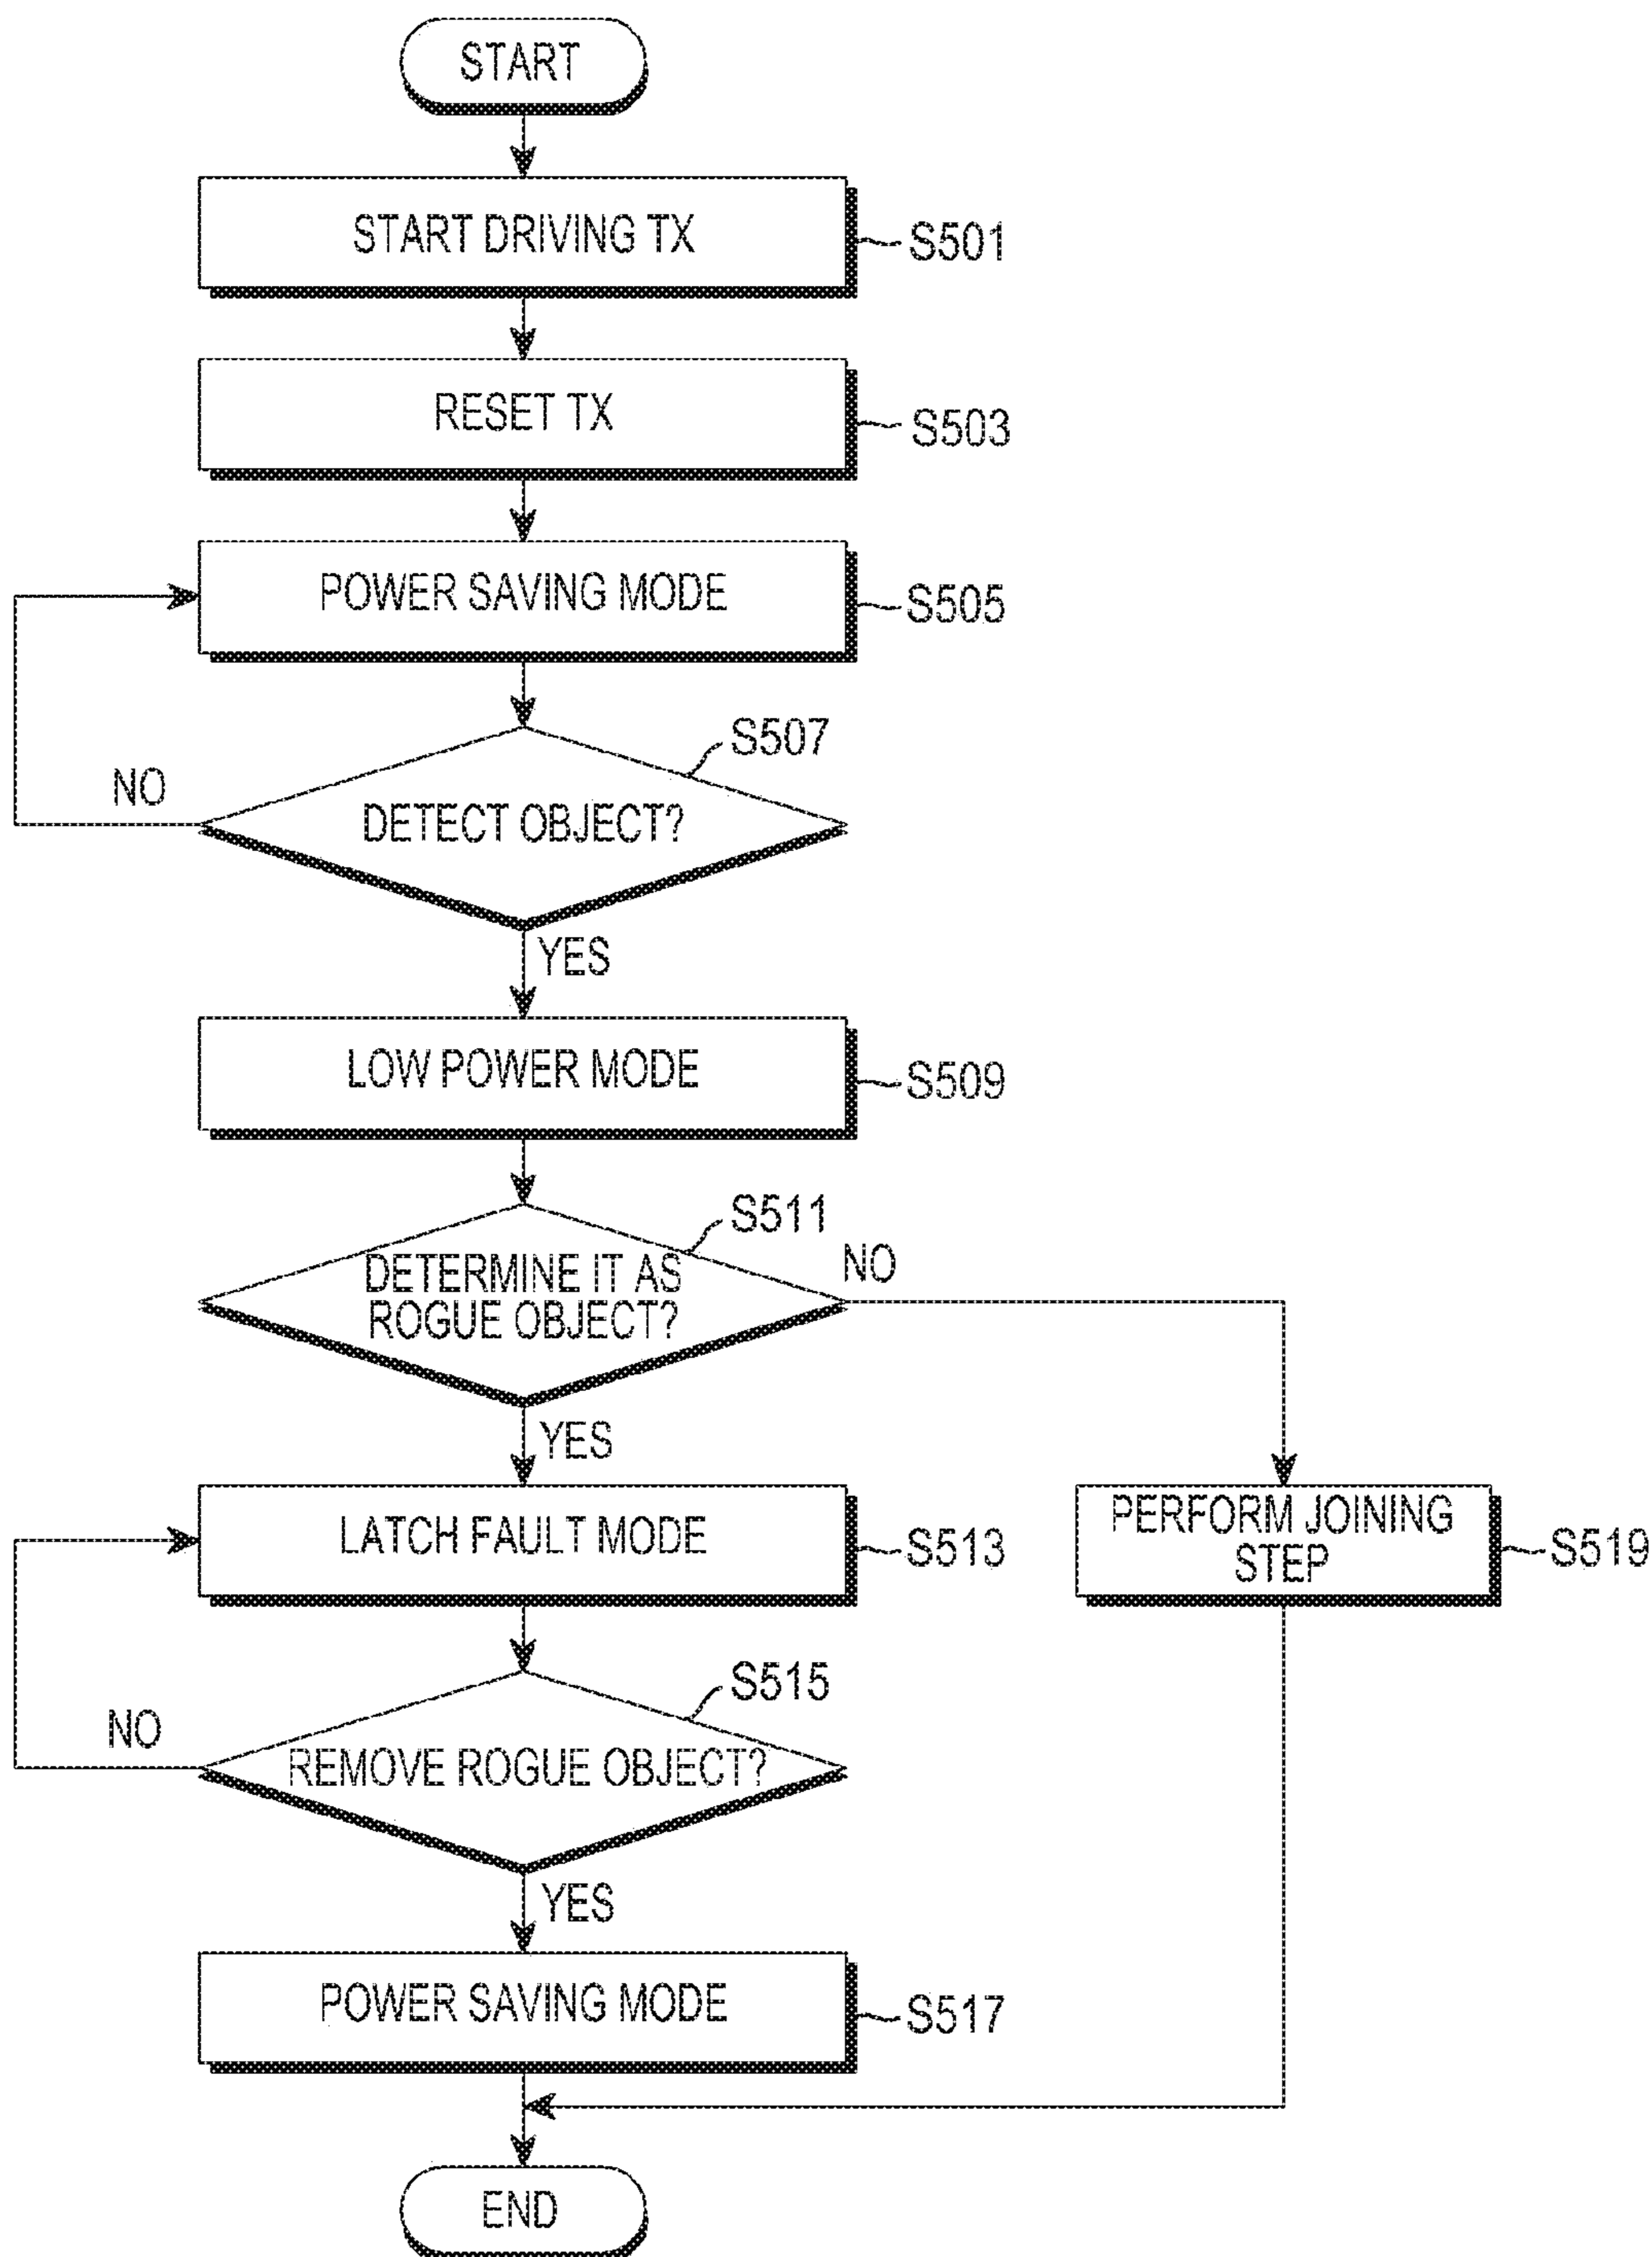 START
START DRIVING TX
S501
RESET TX
S503
POWER SAVING MODE
S505
S507
DETECT OBJECT?
NO
YES
LOW POWER MODE
S509
S511
DETERMINE IT AS
ROGUE OBJECT?
NO
YES
LATCH FAULT MODE
S513
PERFORM JOINING
STEP
S519
S515
REMOVE ROGUE OBJECT?
NO
YES
POWER SAVING MODE
S517
END